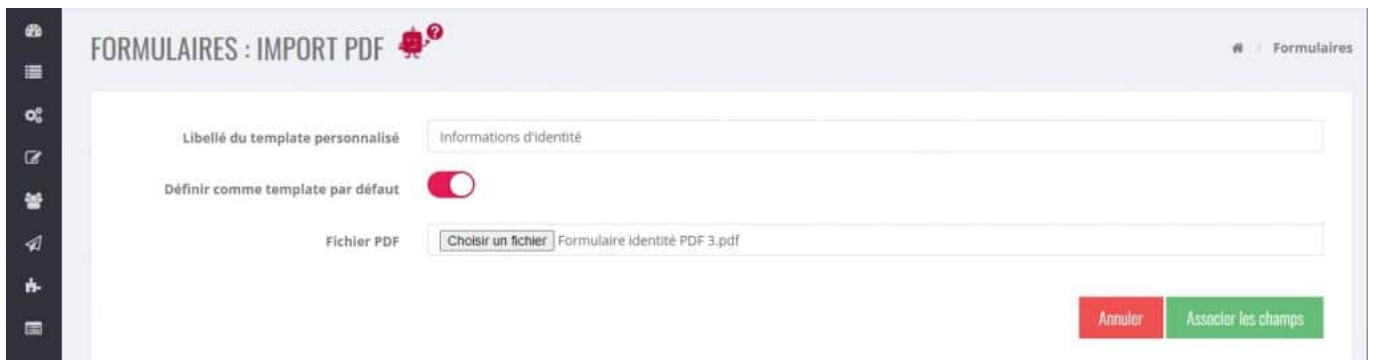 FORMULAIRES : IMPORT PDF ?
/ Formulaires
Libellé du template personnalisé Informations d'identité
Définir comme template par défaut
Fichier PDF Choisir un fichier Formulaire identité PDF 3.pdf
Annuler Associer les champs